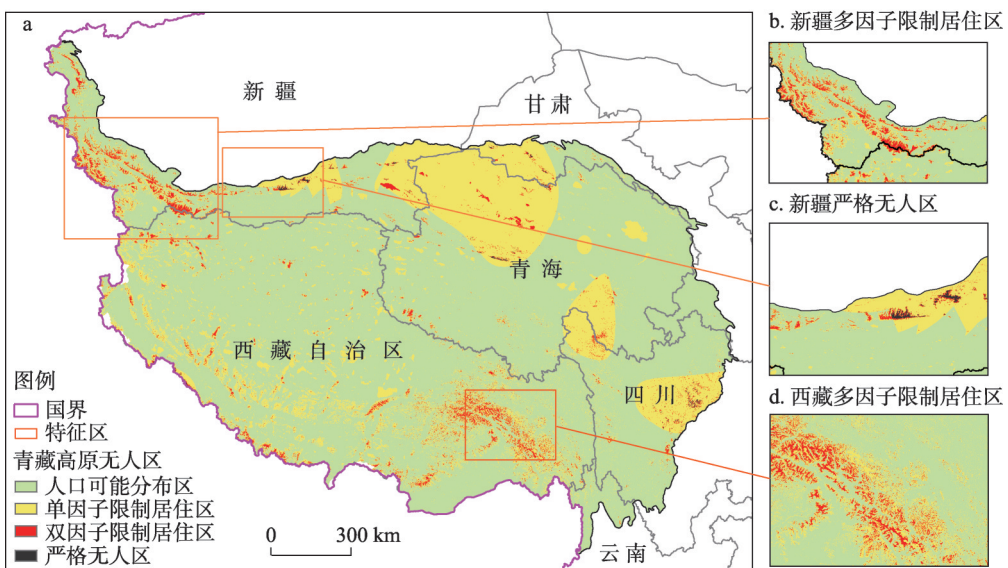 a
新疆
甘肃
青海
西藏自治区
四川
云南
图例
国界
特征区
青藏高原无人区
人口可能分布区
单因子限制居住区
双因子限制居住区
严格无人区
0 300 km
b. 新疆多因子限制居住区
c. 新疆严格无人区
d. 西藏多因子限制居住区